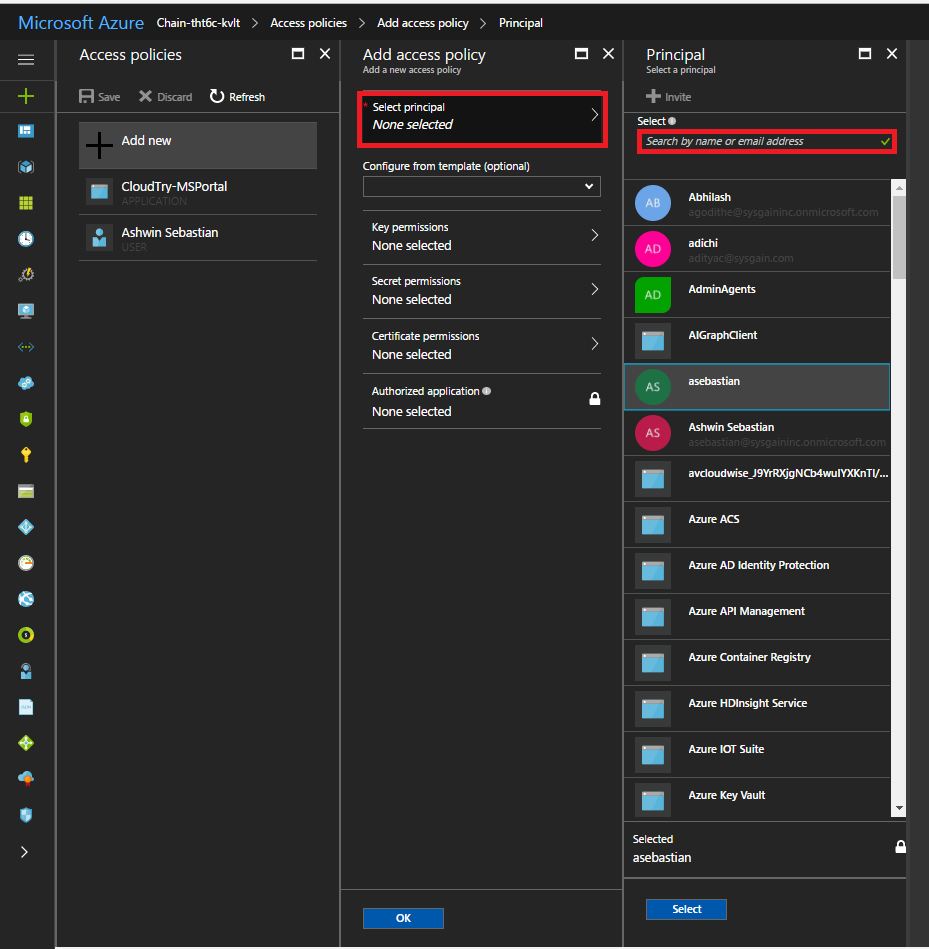 Microsoft Azure Chain-tht6c-kvlt > Access policies > Add access policy > Principal
Access policies
Save Discard Refresh
Add new
CloudTry-MSPortal
APPLICATION
Ashwin Sebastian
USER
Add access policy
Add a new access policy
* Select principal
None selected
Configure from template (optional)
Key permissions
None selected
Secret permissions
None selected
Certificate permissions
None selected
Authorized application
None selected
OK
Principal
Select a principal
Invite
Select
Search by name or email address
AB Abhilash
agodithe@sysgaininc.onmicrosoft.com
AD adichi
adityac@sysgain.com
AD AdminAgents
AIGraphClient
AS asebastian
AS Ashwin Sebastian
asebastian@sysgaininc.onmicrosoft.com
Azure ACS
Azure AD Identity Protection
Azure API Management
Azure Container Registry
Azure HDInsight Service
Azure IOT Suite
Azure Key Vault
Selected
asebastian
Select